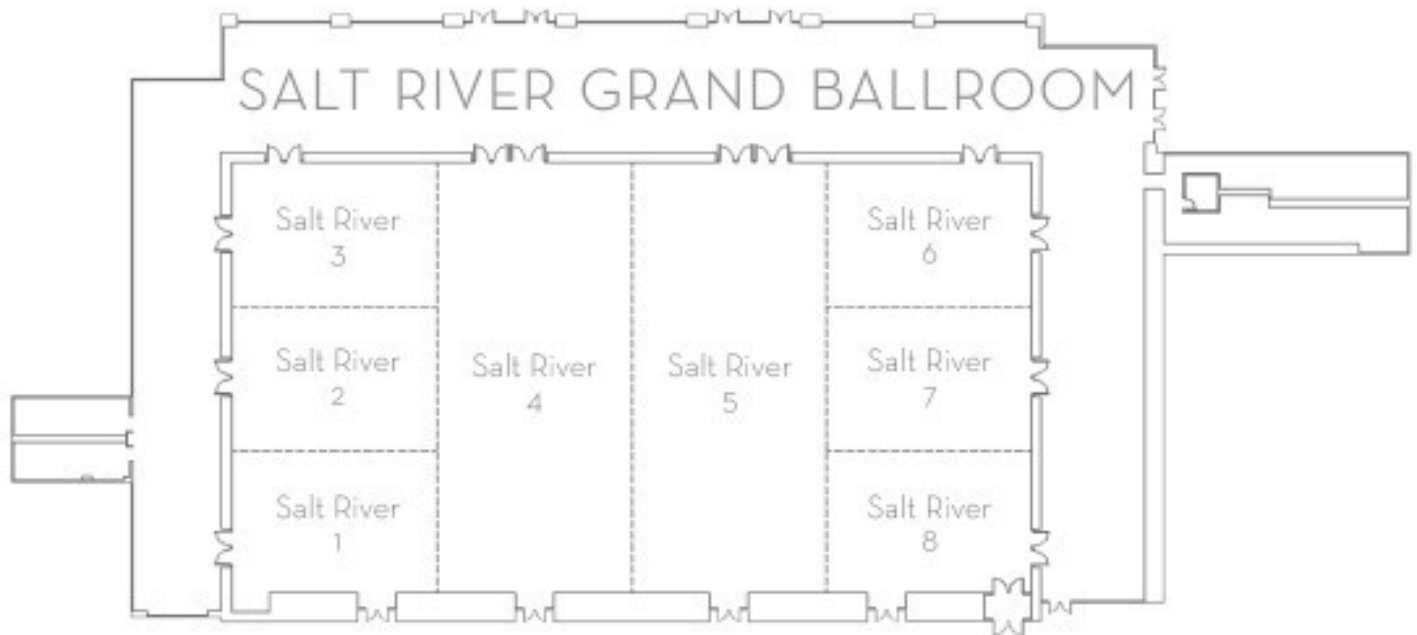 SALT RIVER GRAND BALLROOM
Salt River
3
Salt River
6
Salt River
2
Salt River
4
Salt River
5
Salt River
7
Salt River
1
Salt River
8